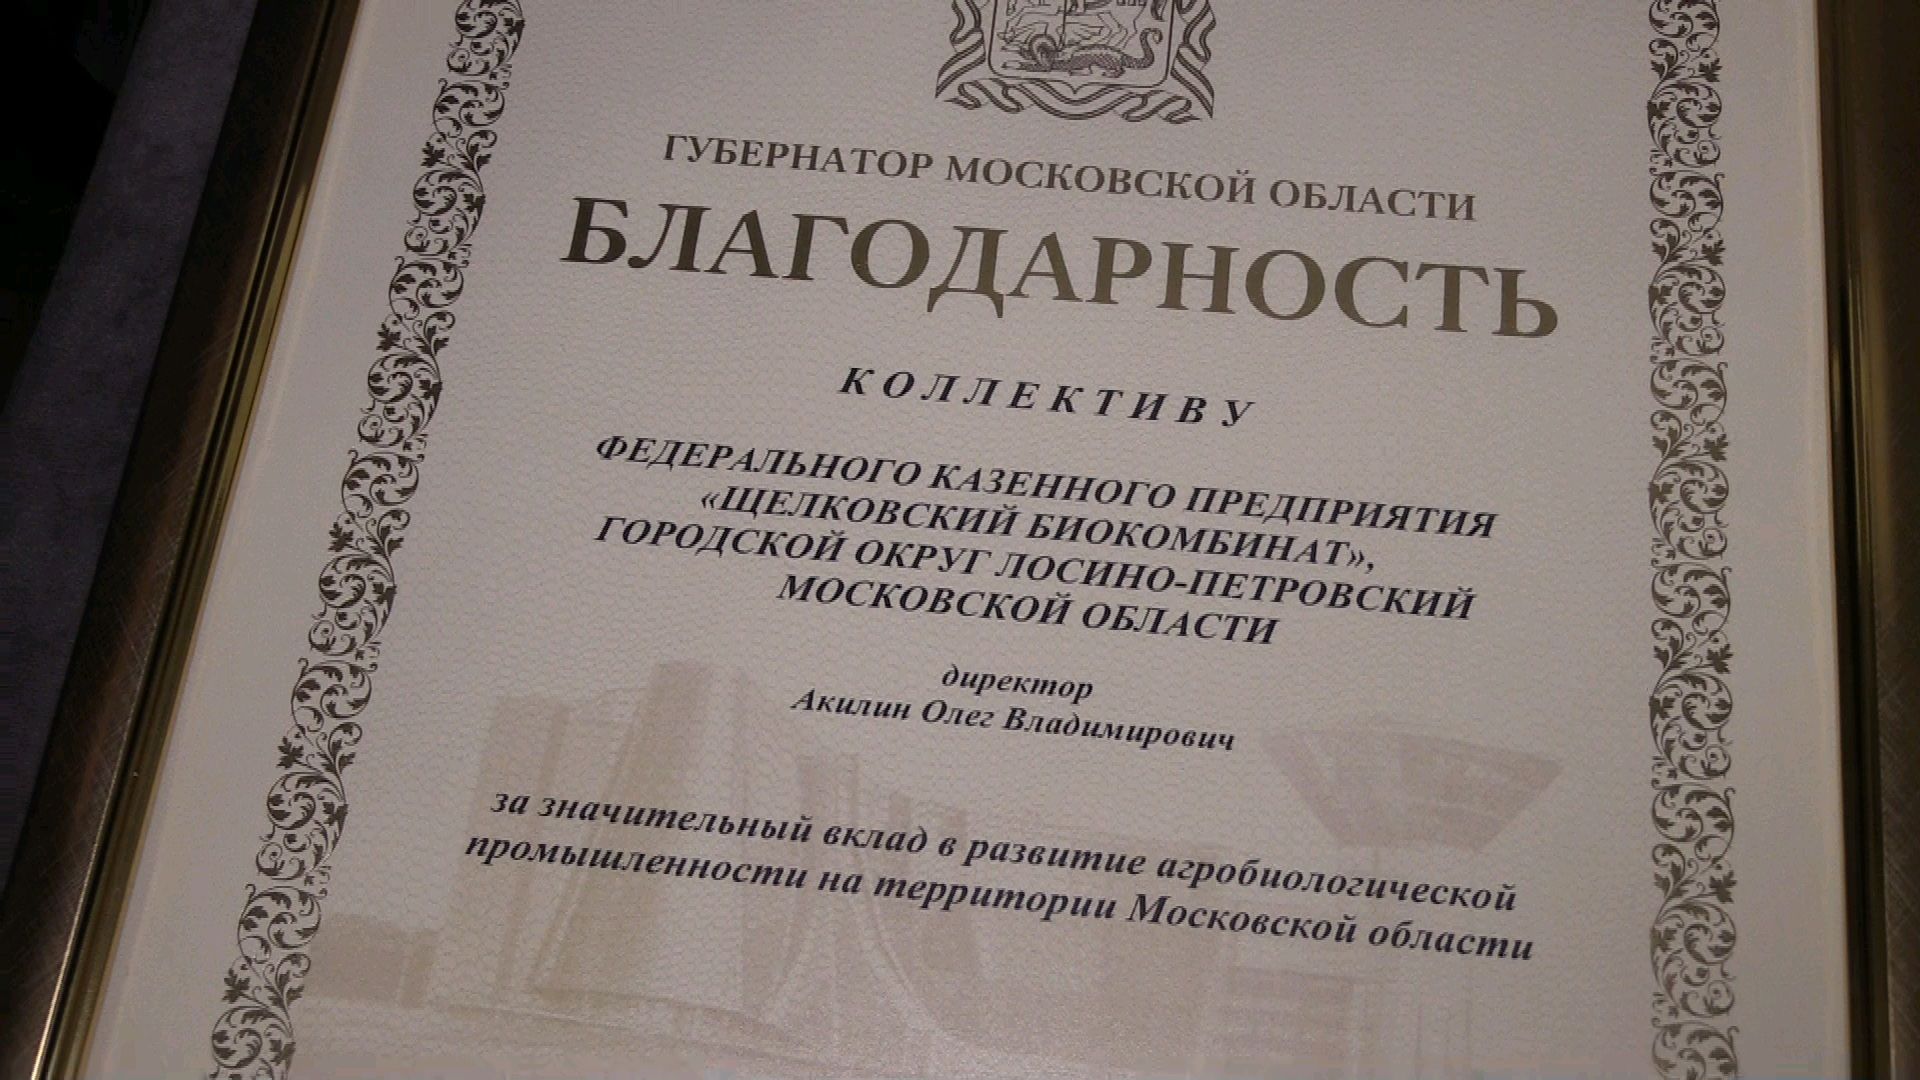 ГУБЕРНАТОР МОСКОВСКОЙ ОБЛАСТИ
БЛАГОДАРНОСТЬ
КОЛЛЕКТИВУ
ФЕДЕРАЛЬНОГО КАЗЕННОГО ПРЕДПРИЯТИЯ
«ЩЕЛКОВСКИЙ БИОКОМБИНАТ»,
ГОРОДСКОЙ ОКРУГ ЛОСИНО-ПЕТРОВСКИЙ
МОСКОВСКОЙ ОБЛАСТИ
директор
Акилин Олег Владимирович
за значительный вклад в развитие агробиологической
промышленности на территории Московской области